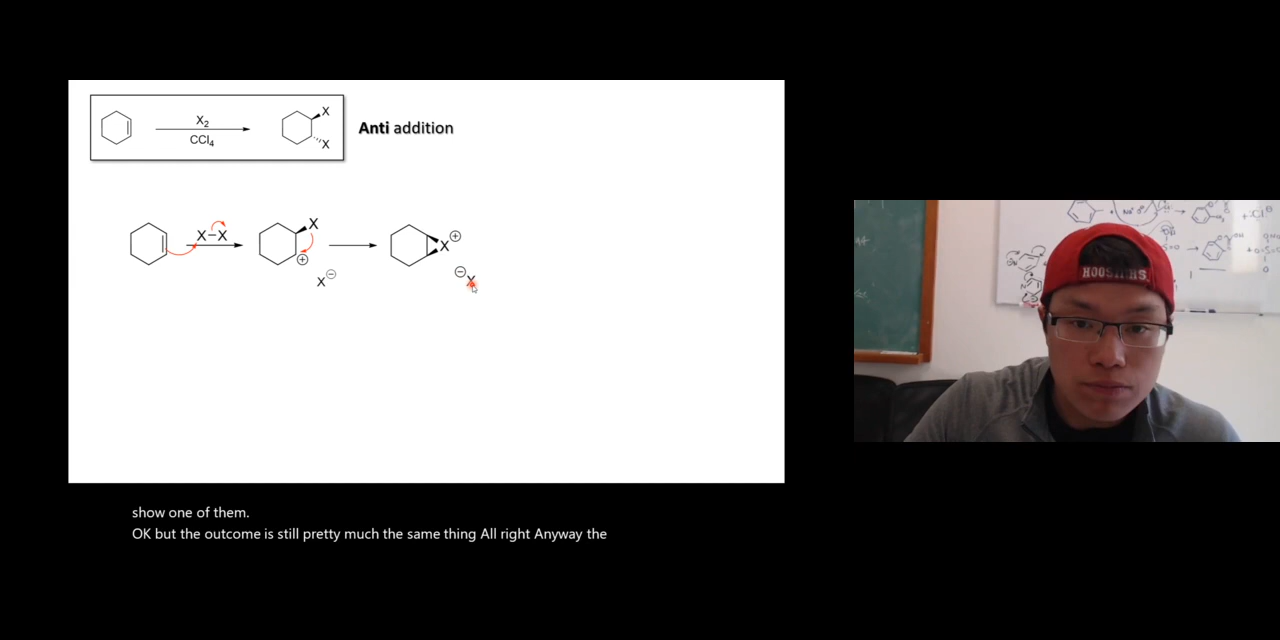 X
X₂
CCl₄
X
Anti addition
X–X
X
⊕
X⊖
X⊕
⊖
X
HOOSIERS
show one of them.
OK but the outcome is still pretty much the same thing All right Anyway the